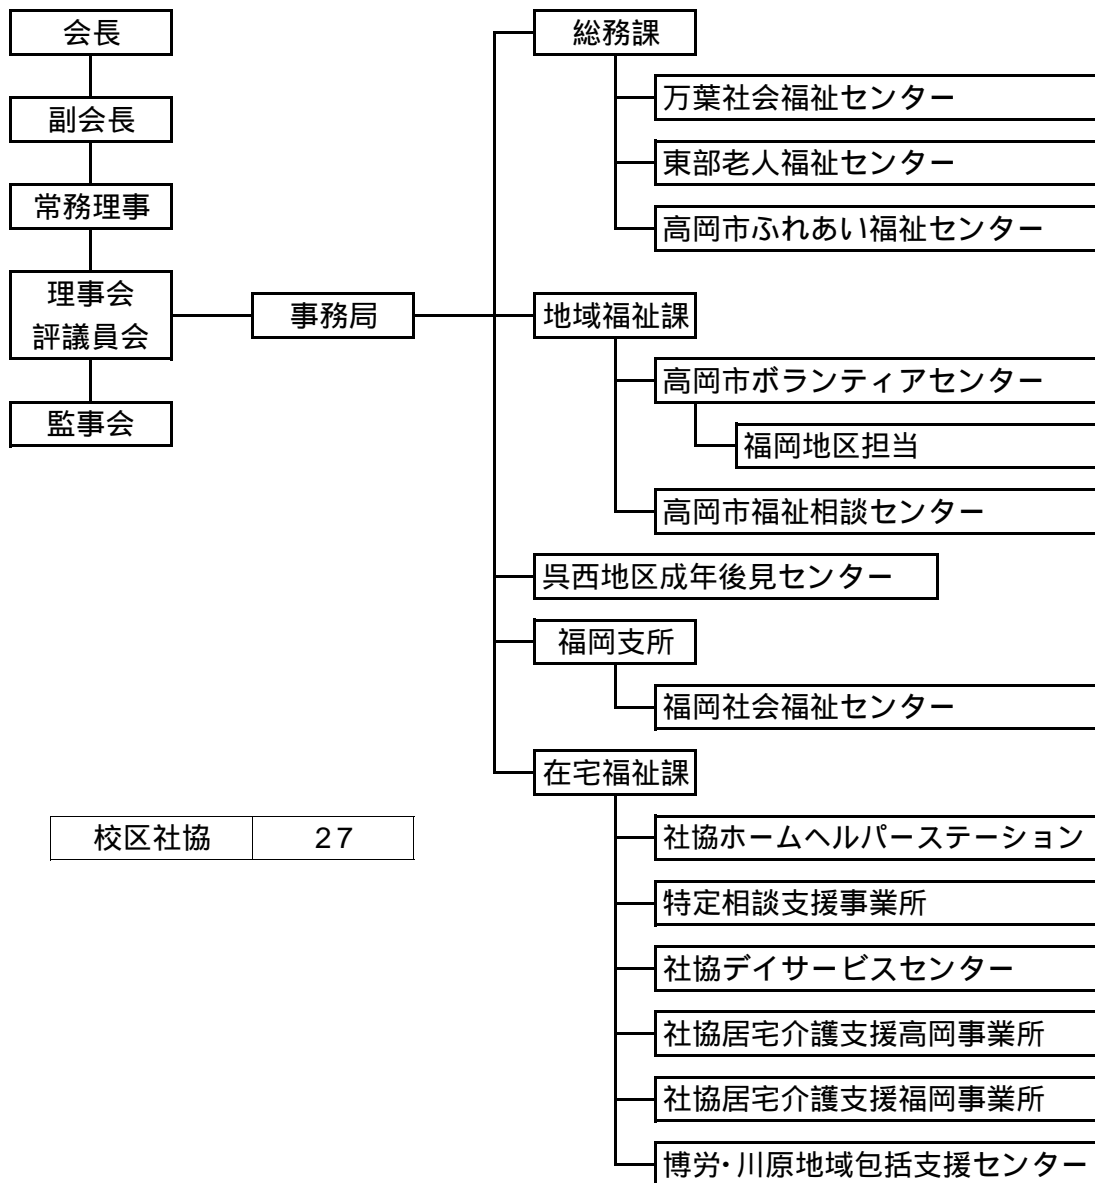 会長
副会長
常務理事
理事会
評議員会
監事会
事務局
総務課
万葉社会福祉センター
東部老人福祉センター
高岡市ふれあい福祉センター
地域福祉課
高岡市ボランティアセンター
福岡地区担当
高岡市福祉相談センター
呉西地区成年後見センター
福岡支所
福岡社会福祉センター
在宅福祉課
社協ホームヘルパーステーション
特定相談支援事業所
社協デイサービスセンター
社協居宅介護支援高岡事業所
社協居宅介護支援福岡事業所
博労・川原地域包括支援センター
校区社協 27